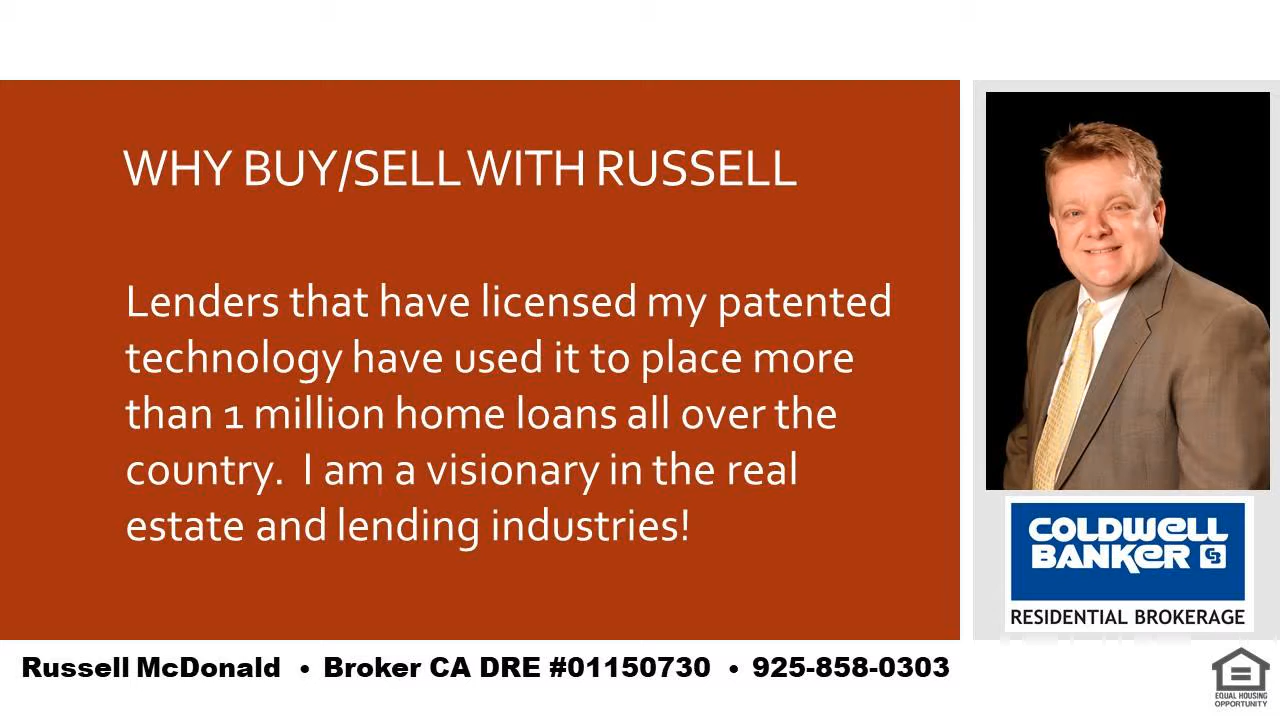 WHY BUY/SELL WITH RUSSELL
Lenders that have licensed my patented
technology have used it to place more
than 1 million home loans all over the
country.  I am a visionary in the real
estate and lending industries!
COLDWELL
BANKER CB
RESIDENTIAL BROKERAGE
Russell McDonald • Broker CA DRE #01150730 • 925-858-0303
EQUAL HOUSING
OPPORTUNITY